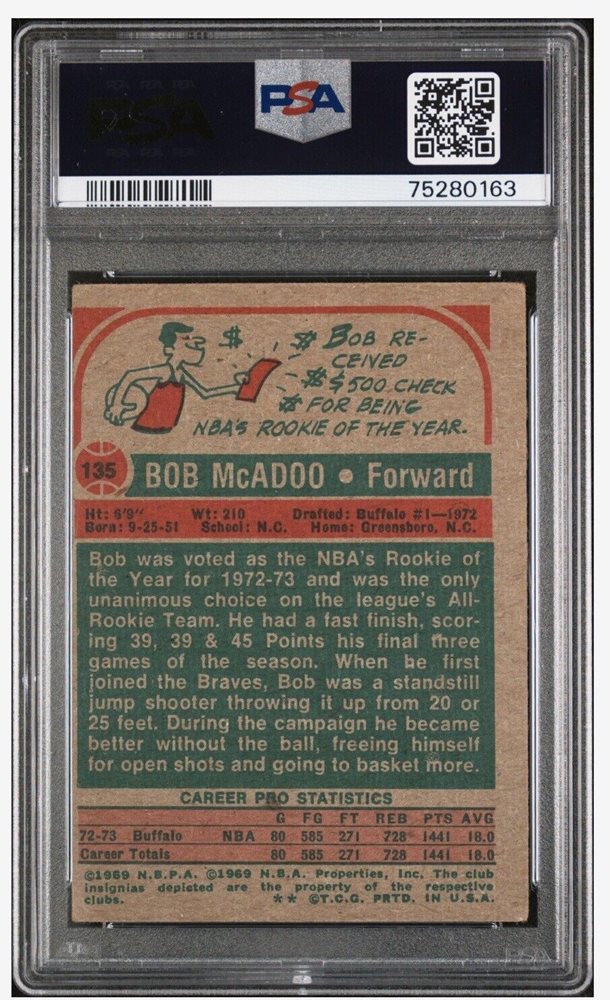 PSA
PSA
75280163
$ $ BOB RE-
CEIVED
$ $500 CHECK
$ FOR BEING
NBA'S ROOKIE OF THE YEAR.
135 BOB McADOO • Forward
Ht: 6'9" Wt: 210 Drafted: Buffalo #1—1972
Born: 9-25-51 School: N.C. Home: Greensboro, N.C.
Bob was voted as the NBA's Rookie of
the Year for 1972-73 and was the only
unanimous choice on the league's All-
Rookie Team. He had a fast finish, scor-
ing 39, 39 & 45 Points his final three
games of the season. When he first
joined the Braves, Bob was a standstill
jump shooter throwing it up from 20 or
25 feet. During the campaign he became
better without the ball, freeing himself
for open shots and going to basket more.
CAREER PRO STATISTICS
G FG FT REB PTS AVG
72-73 Buffalo NBA 80 585 271 728 1441 18.0
Career Totals 80 585 271 728 1441 18.0
©1969 N.B.P.A. ©1969 N.B.A. Properties, Inc. The club
insignias depicted are the property of the respective
clubs. ** ©T.C.G. PRTD. IN U.S.A.
PSA